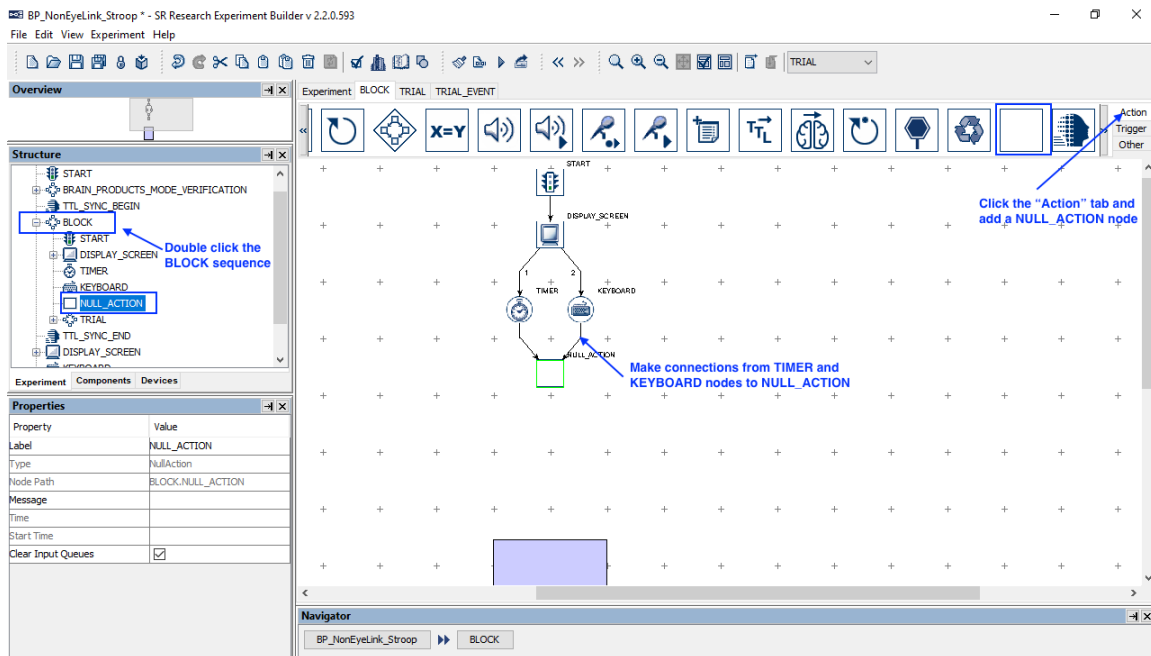 BP_NonEyeLink_Stroop * - SR Research Experiment Builder v 2.2.0.593
File Edit View Experiment Help
TRIAL
Overview
Experiment BLOCK TRIAL TRIAL_EVENT
X=Y
TTL
Action
Trigger
Other
Structure
START
BRAIN_PRODUCTS_MODE_VERIFICATION
TTL_SYNC_BEGIN
BLOCK
START
DISPLAY_SCREEN
TIMER
KEYBOARD
NULL_ACTION
TRIAL
TTL_SYNC_END
DISPLAY_SCREEN
KEYBOARD
Double click the
BLOCK sequence
Experiment Components Devices
START
DISPLAY_SCREEN
1 2
TIMER KEYBOARD
NULL_ACTION
Click the “Action” tab and
add a NULL_ACTION node
Make connections from TIMER and
KEYBOARD nodes to NULL_ACTION
Properties
Property Value
Label NULL_ACTION
Type NullAction
Node Path BLOCK.NULL_ACTION
Message
Time
Start Time
Clear Input Queues
Navigator
BP_NonEyeLink_Stroop BLOCK